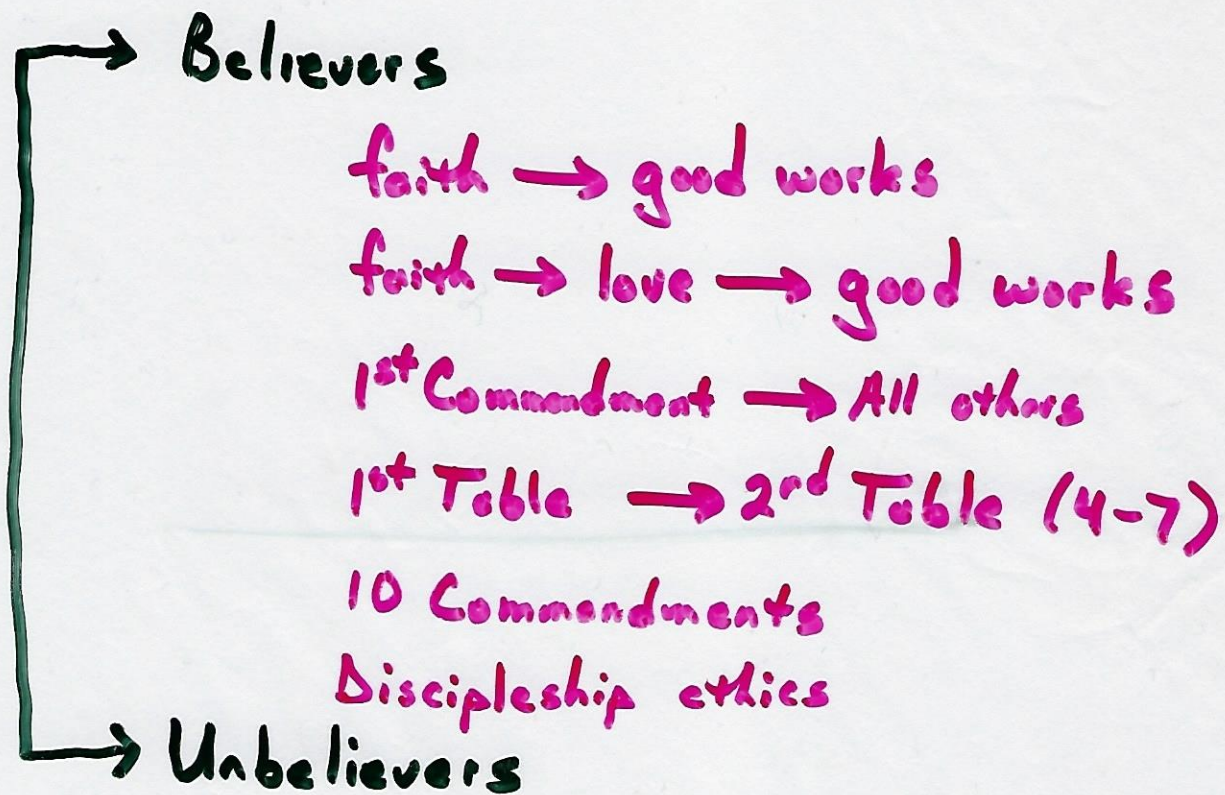 → Believers
faith → good works
faith → love → good works
1st Commandment → All others
1st Table → 2nd Table (4-7)
10 Commandments
Discipleship ethics
→ Unbelievers